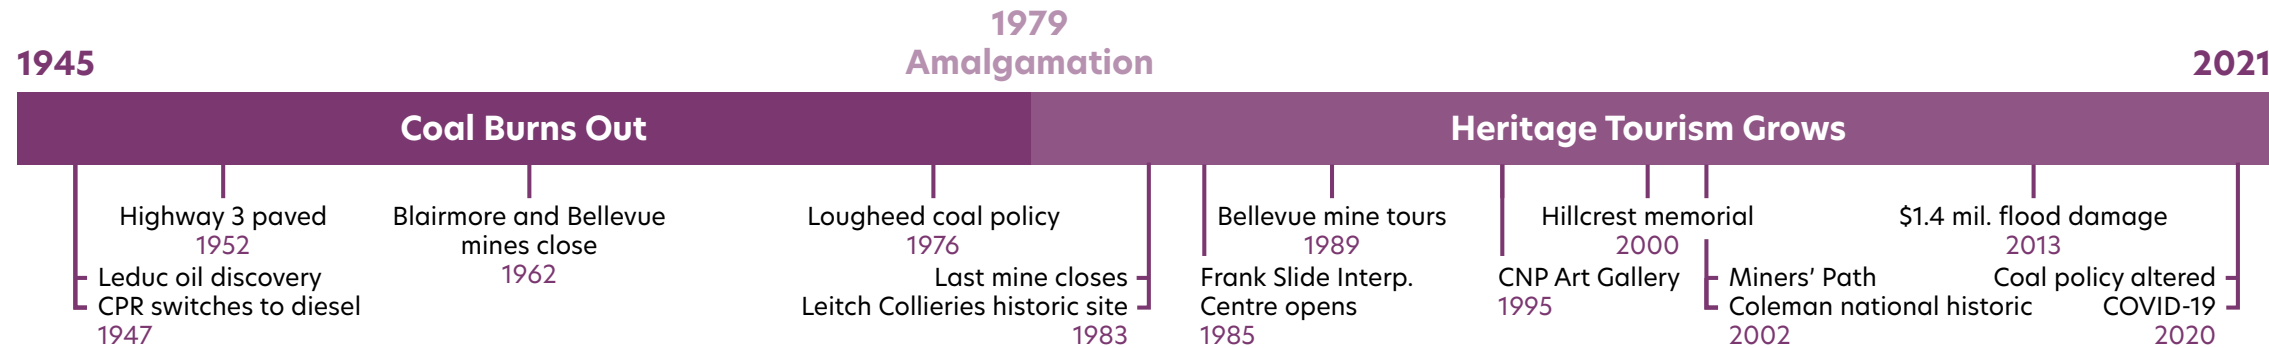 1945
1979
Amalgamation
2021
Coal Burns Out
Heritage Tourism Grows
Leduc oil discovery
CPR switches to diesel
1947
Highway 3 paved
1952
Blairmore and Bellevue
mines close
1962
Lougheed coal policy
1976
Last mine closes
Leitch Collieries historic site
1983
Frank Slide Interp.
Centre opens
1985
Bellevue mine tours
1989
CNP Art Gallery
1995
Hillcrest memorial
2000
Miners’ Path
Coleman national historic
2002
$1.4 mil. flood damage
2013
Coal policy altered
COVID-19
2020